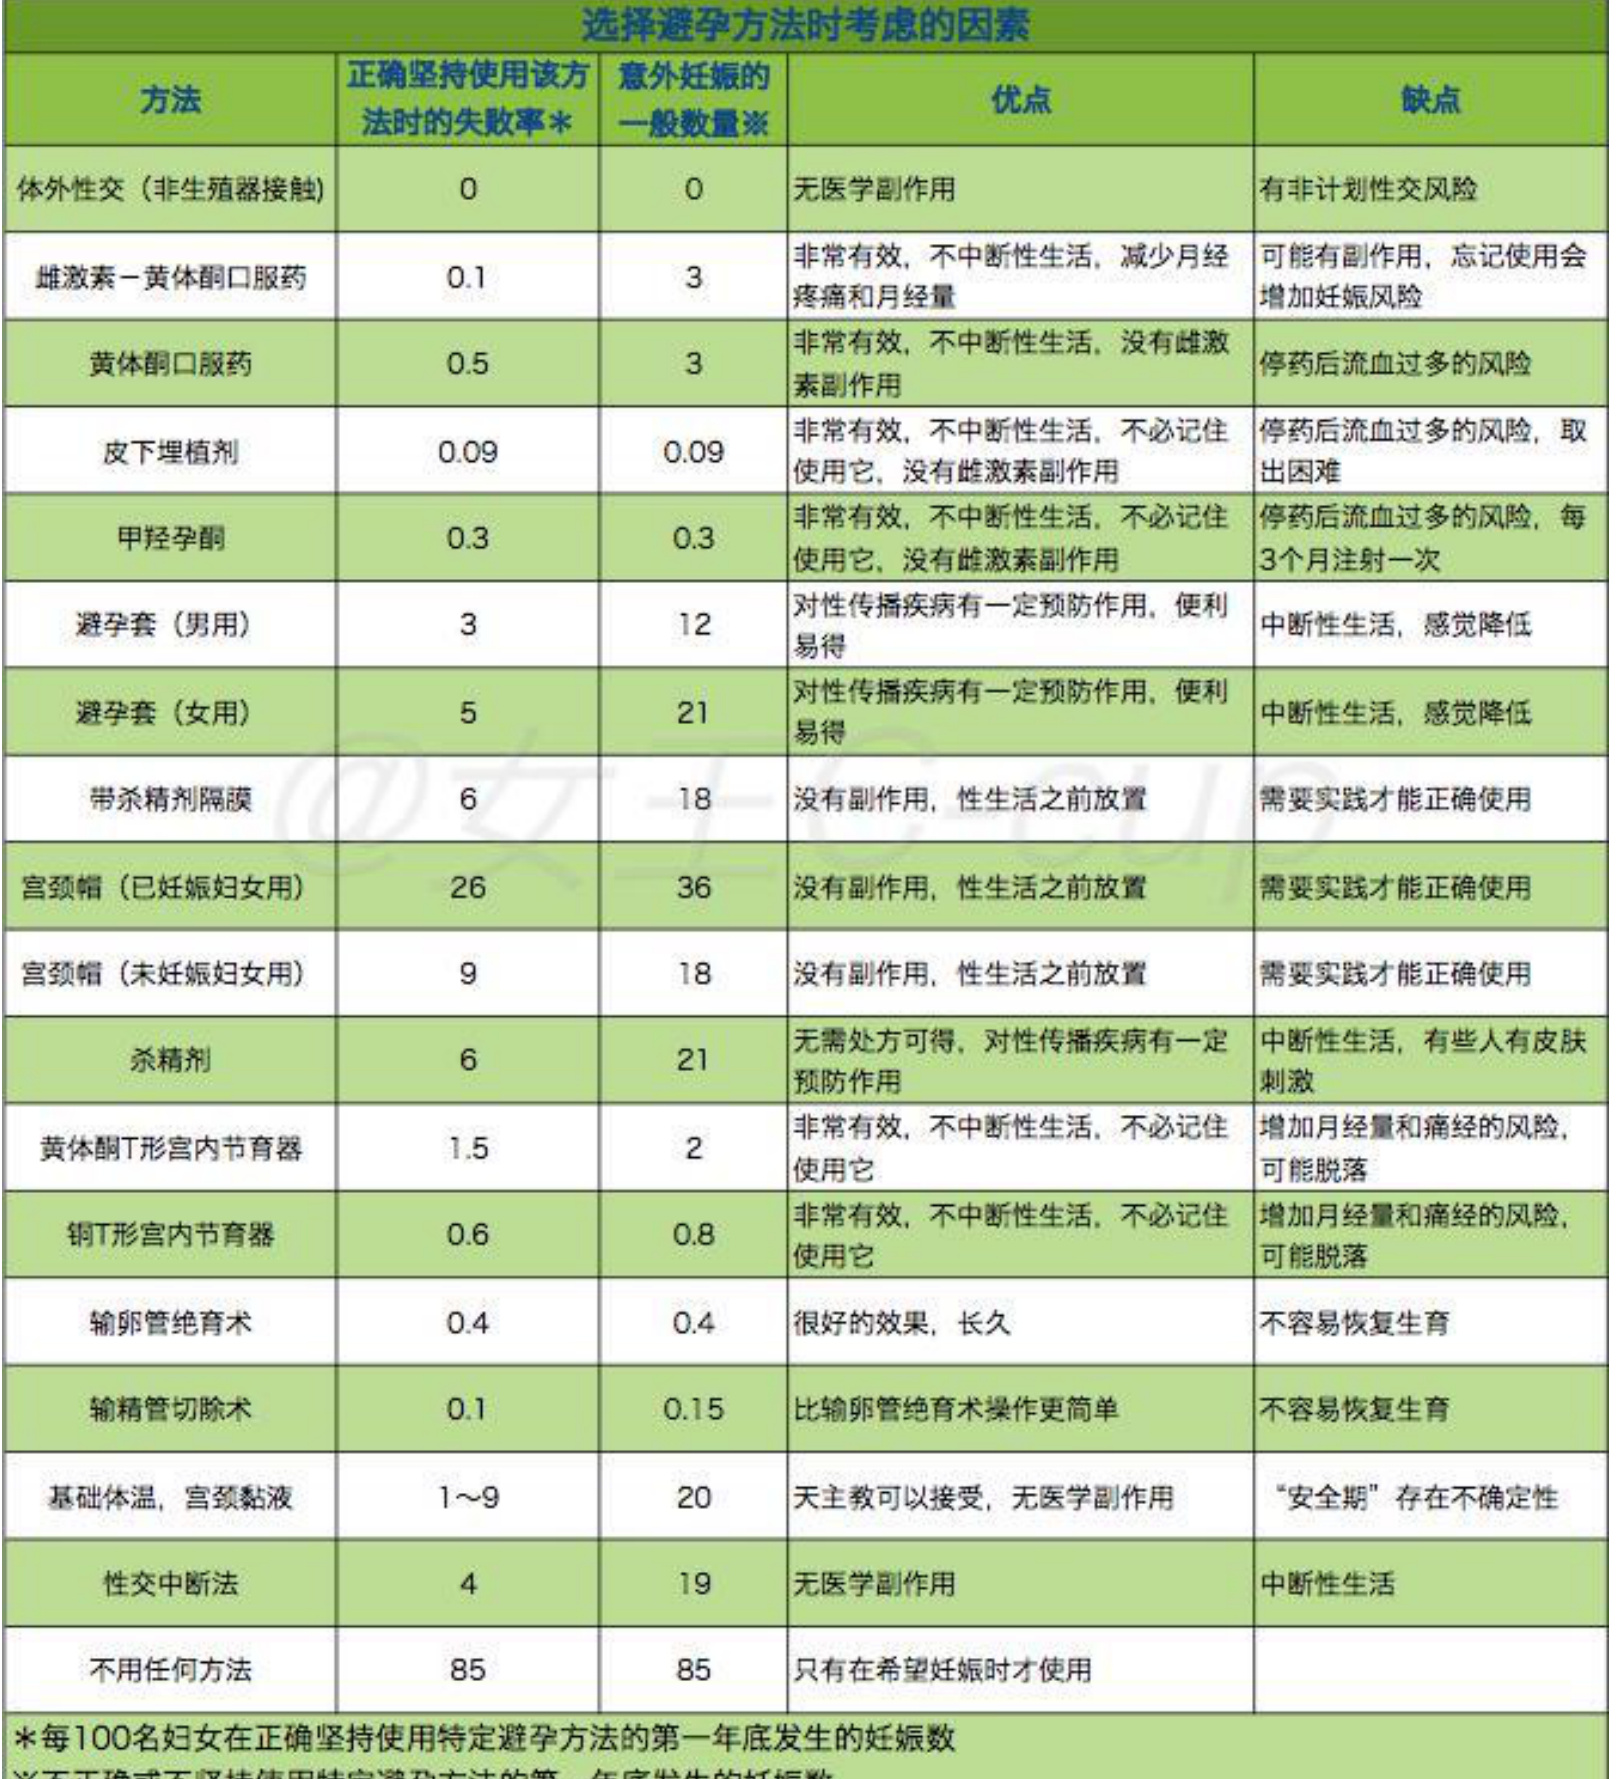 选择避孕方法时考虑的因素
方法
正确坚持使用该方
法时的失败率＊
意外妊娠的
一般数量※
优点
缺点
体外性交（非生殖器接触)
0
0
无医学副作用
有非计划性交风险
雌激素－黄体酮口服药
0.1
3
非常有效，不中断性生活，减少月经
疼痛和月经量
可能有副作用，忘记使用会
增加妊娠风险
黄体酮口服药
0.5
3
非常有效，不中断性生活，没有雌激
素副作用
停药后流血过多的风险
皮下埋植剂
0.09
0.09
非常有效，不中断性生活，不必记住
使用它，没有雌激素副作用
停药后流血过多的风险，取
出困难
甲羟孕酮
0.3
0.3
非常有效，不中断性生活，不必记住
使用它，没有雌激素副作用
停药后流血过多的风险，每
3个月注射一次
避孕套（男用）
3
12
对性传播疾病有一定预防作用，便利
易得
中断性生活，感觉降低
避孕套（女用）
5
21
对性传播疾病有一定预防作用，便利
易得
中断性生活，感觉降低
带杀精剂隔膜
6
18
没有副作用，性生活之前放置
需要实践才能正确使用
宫颈帽（已妊娠妇女用）
26
36
没有副作用，性生活之前放置
需要实践才能正确使用
宫颈帽（未妊娠妇女用）
9
18
没有副作用，性生活之前放置
需要实践才能正确使用
杀精剂
6
21
无需处方可得，对性传播疾病有一定
预防作用
中断性生活，有些人有皮肤
刺激
黄体酮T形宫内节育器
1.5
2
非常有效，不中断性生活，不必记住
使用它
增加月经量和痛经的风险，
可能脱落
铜T形宫内节育器
0.6
0.8
非常有效，不中断性生活，不必记住
使用它
增加月经量和痛经的风险，
可能脱落
输卵管绝育术
0.4
0.4
很好的效果，长久
不容易恢复生育
输精管切除术
0.1
0.15
比输卵管绝育术操作更简单
不容易恢复生育
基础体温，宫颈黏液
1～9
20
天主教可以接受，无医学副作用
“安全期”存在不确定性
性交中断法
4
19
无医学副作用
中断性生活
不用任何方法
85
85
只有在希望妊娠时才使用
＊每100名妇女在正确坚持使用特定避孕方法的第一年底发生的妊娠数
※不正确或不坚持使用特定避孕方法的第一年底发生的妊娠数
@女王C-cup